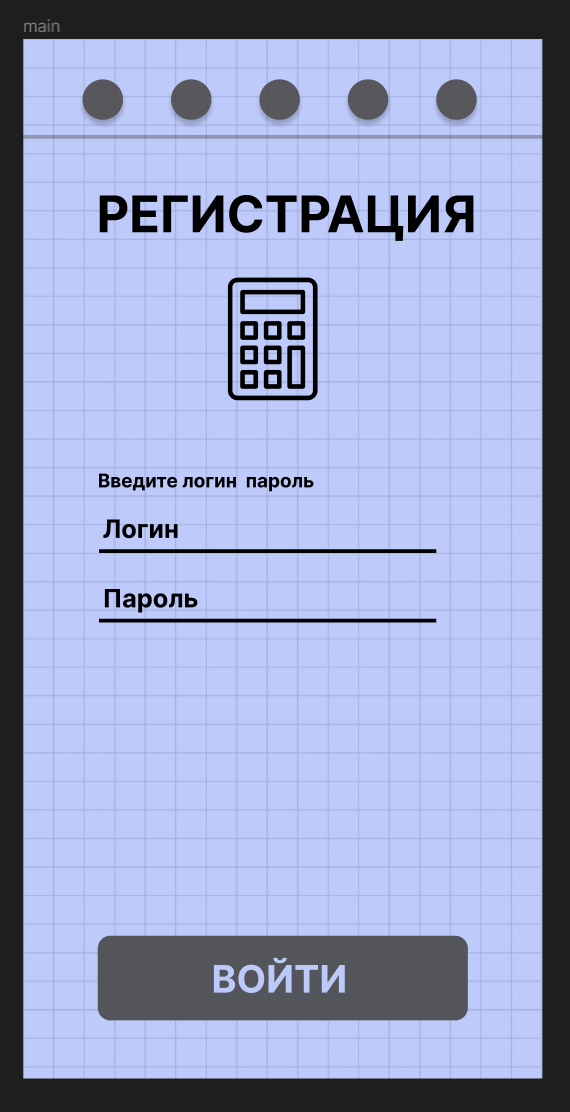 main
РЕГИСТРАЦИЯ
Введите логин  пароль
Логин
Пароль
ВОЙТИ